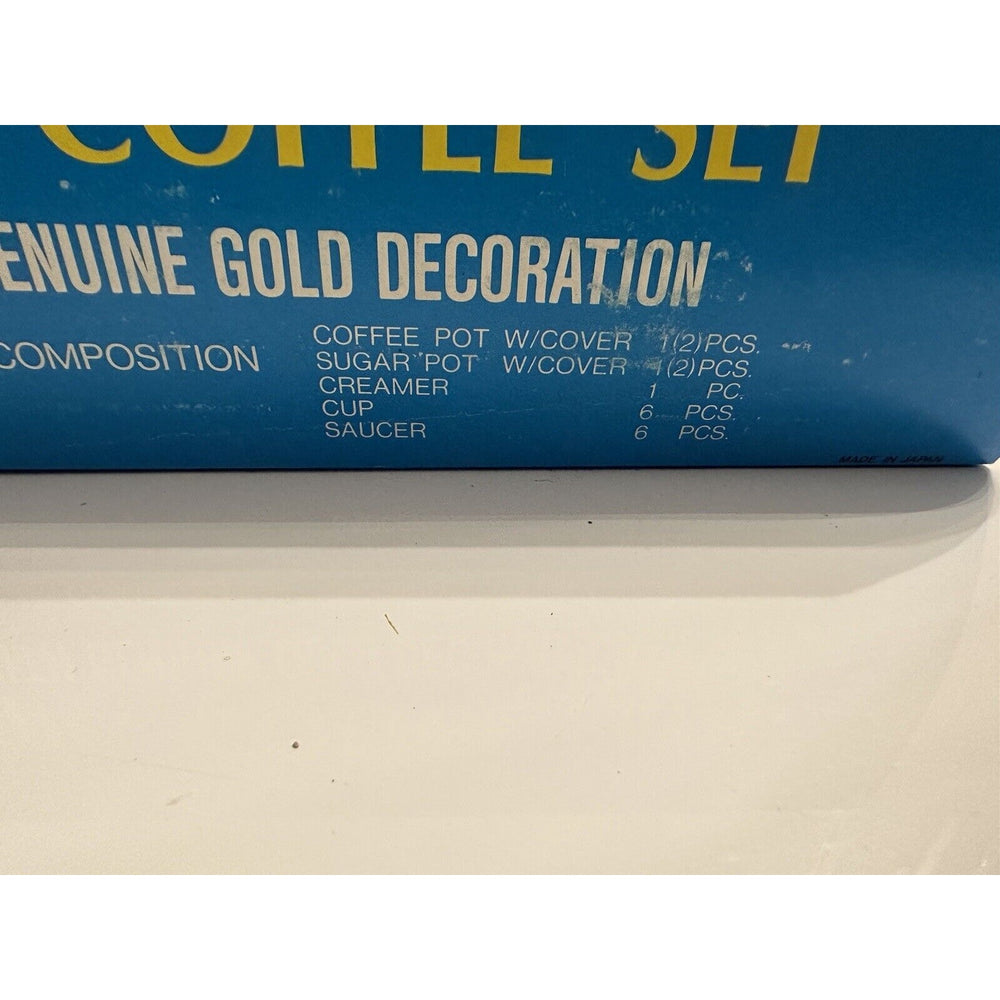 COFFEE SET
ENUINE GOLD DECORATION
COMPOSITION
COFFEE POT W/COVER 1(2)PCS.
SUGAR POT W/COVER 1(2)PCS.
CREAMER 1 PC.
CUP 6 PCS.
SAUCER 6 PCS.
MADE IN JAPAN